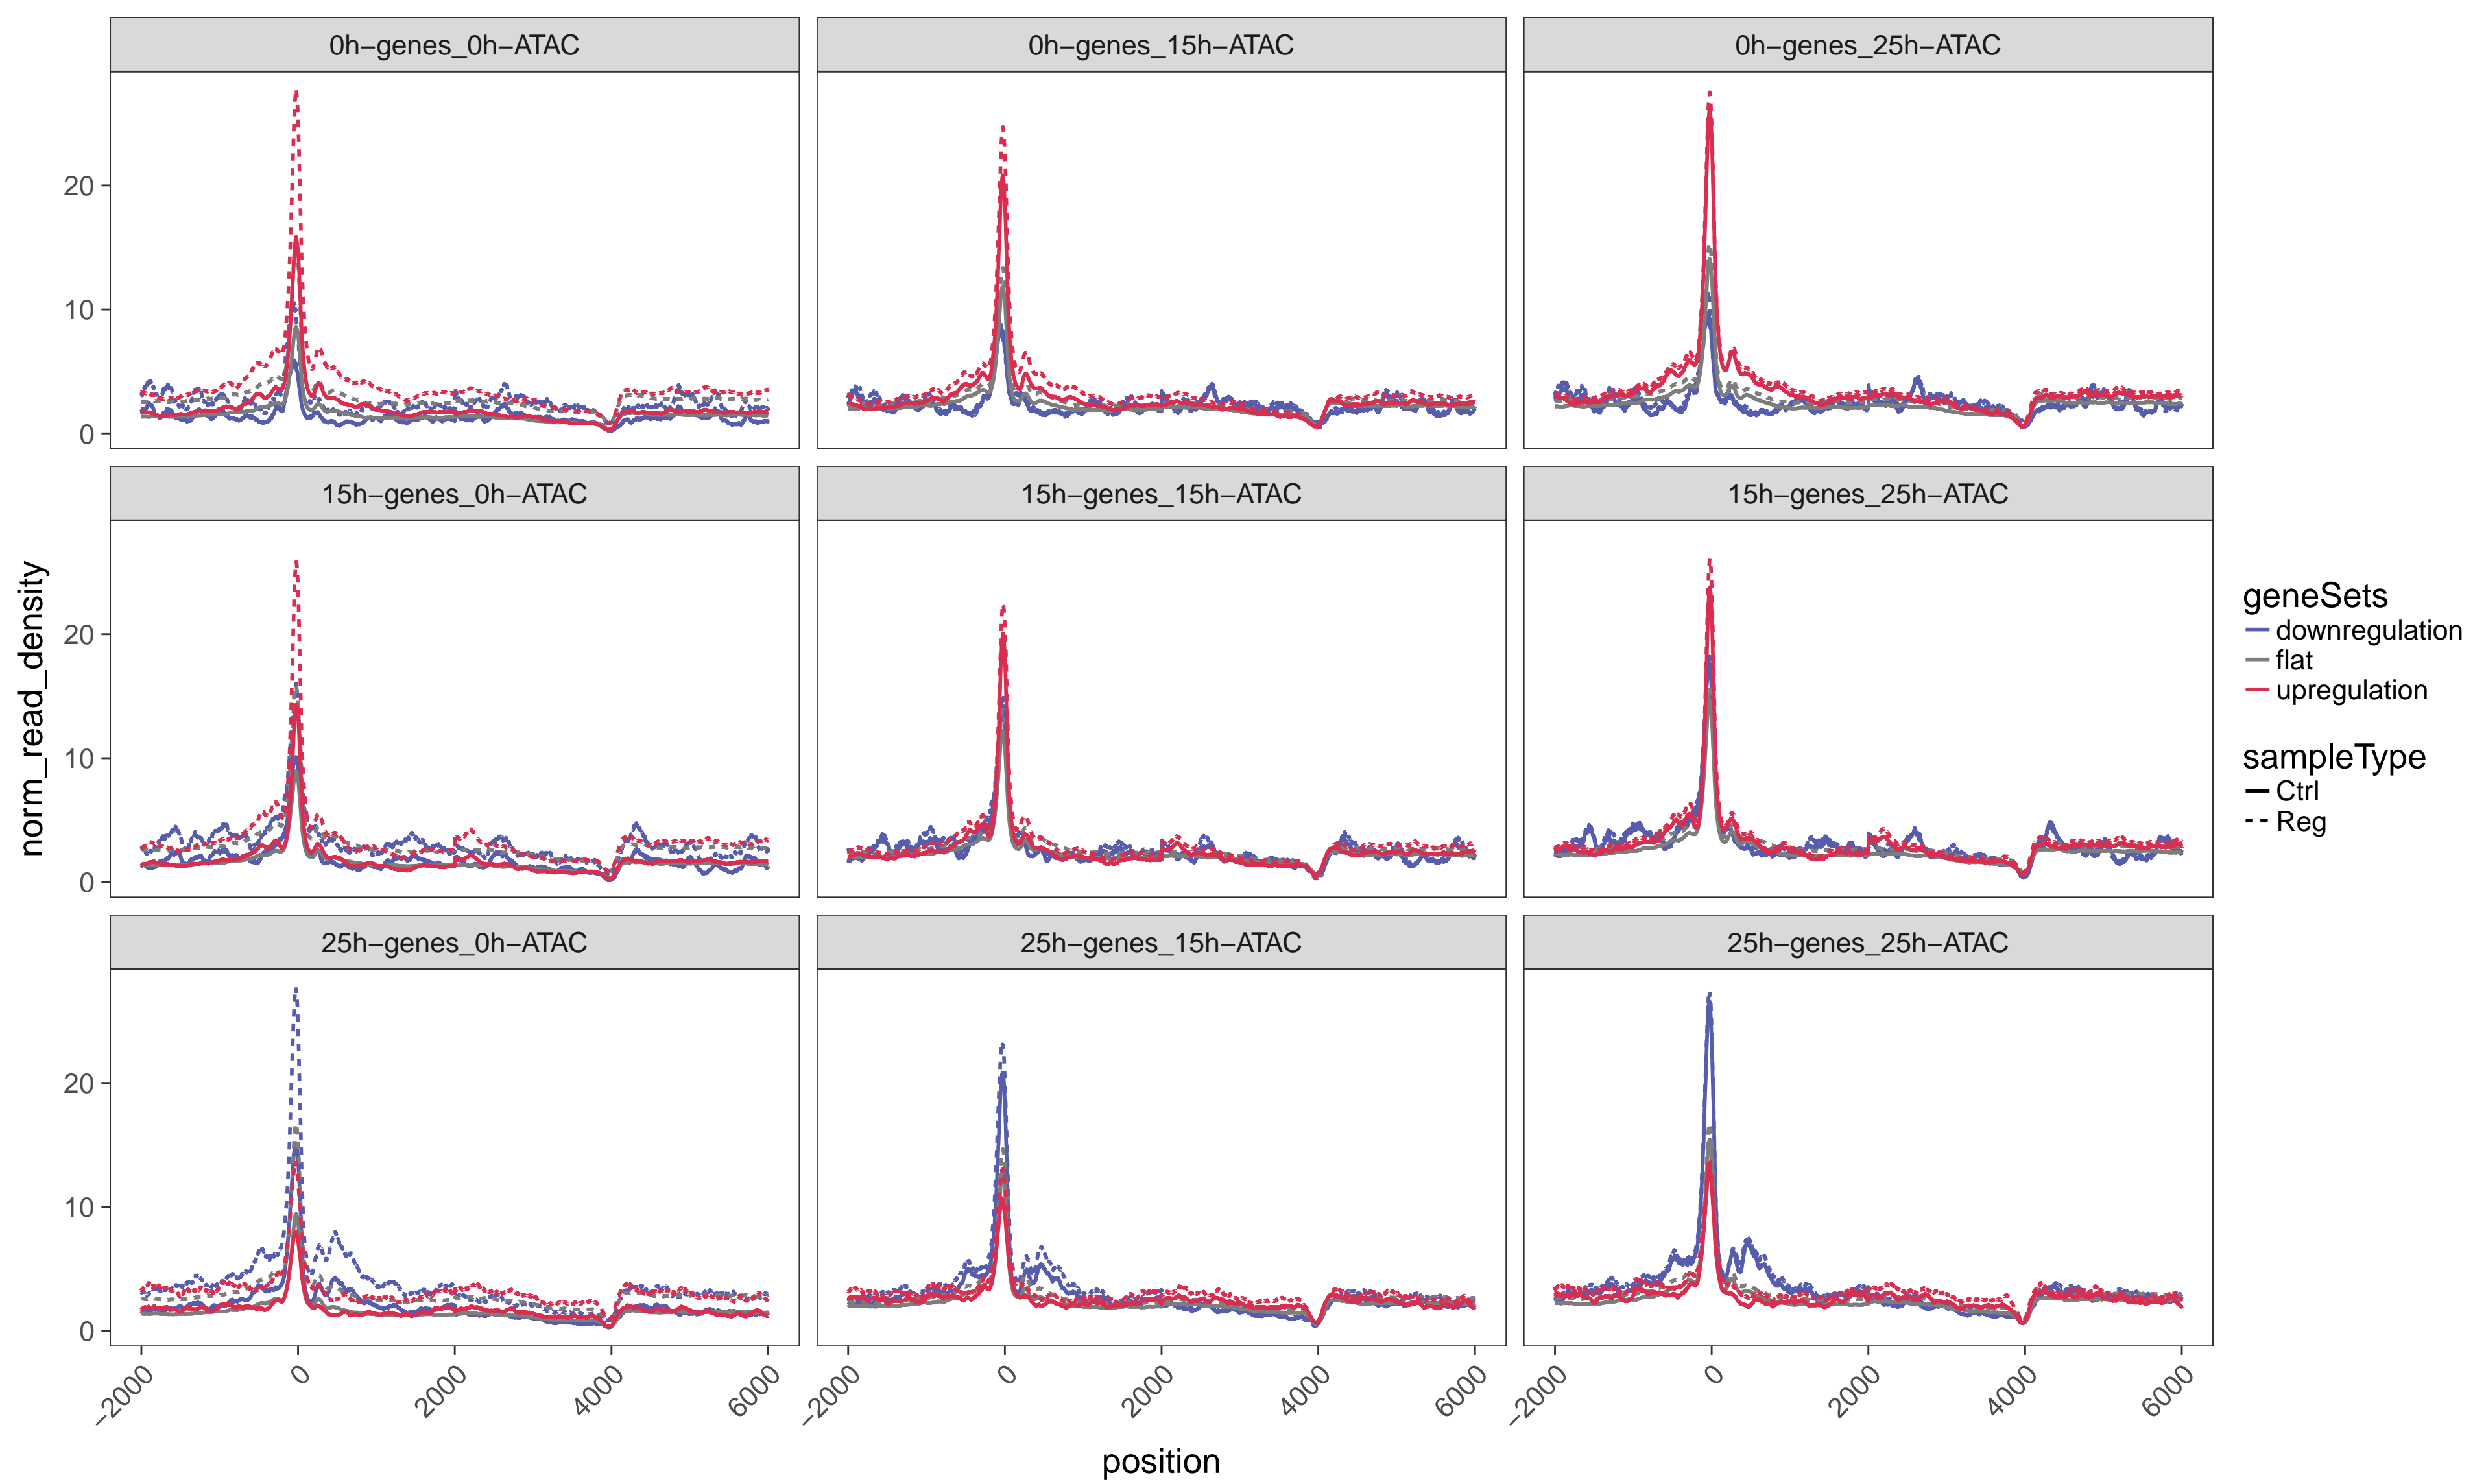 0h−genes_0h−ATAC
0h−genes_15h−ATAC
0h−genes_25h−ATAC
20
10
0
15h−genes_0h−ATAC
15h−genes_15h−ATAC
15h−genes_25h−ATAC
20
10
0
25h−genes_0h−ATAC
25h−genes_15h−ATAC
25h−genes_25h−ATAC
20
10
0
−2000 0 2000 4000 6000
−2000 0 2000 4000 6000
−2000 0 2000 4000 6000
position
norm_read_density
geneSets
downregulation
flat
upregulation
sampleType
Ctrl
Reg